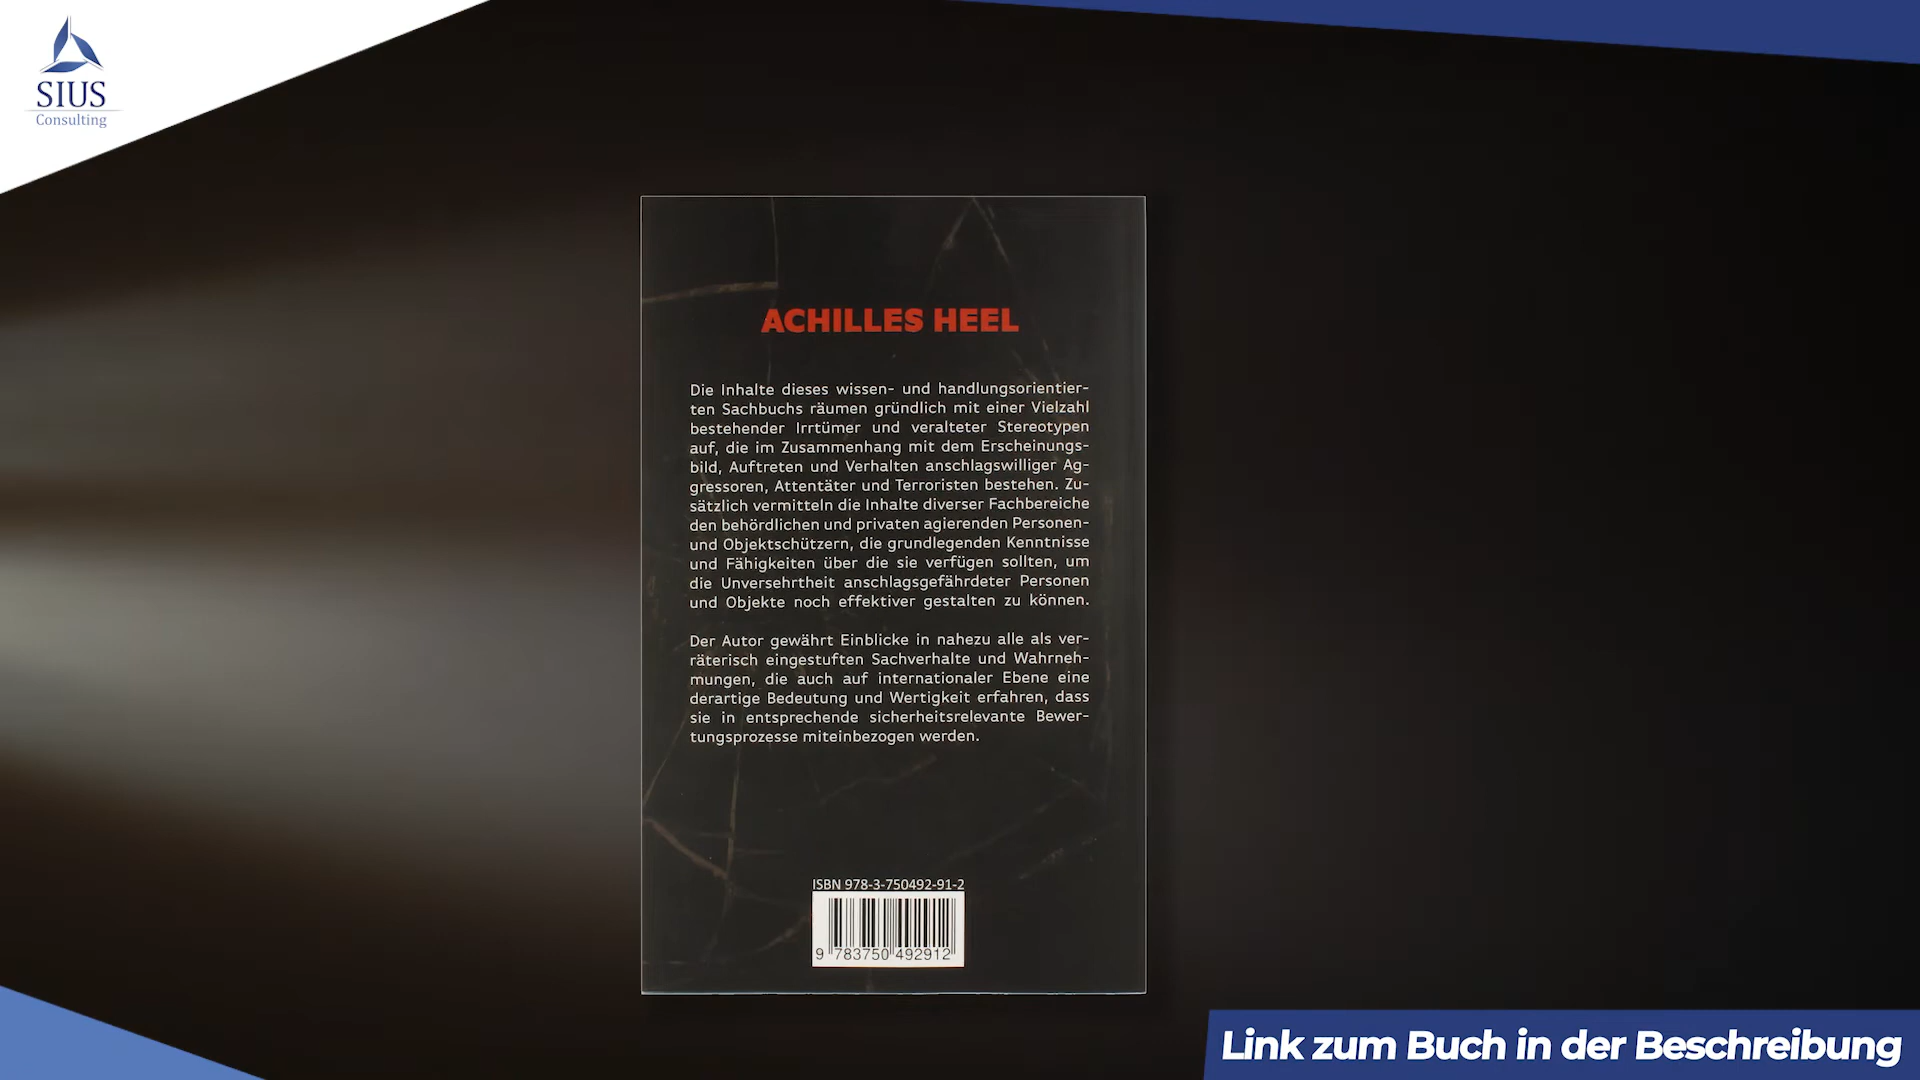 SIUS
Consulting
ACHILLES HEEL
Die Inhalte dieses wissen- und handlungsorientier-
ten Sachbuchs räumen gründlich mit einer Vielzahl
bestehender Irrtümer und veralteter Stereotypen
auf, die im Zusammenhang mit dem Erscheinungs-
bild, Auftreten und Verhalten anschlagswilliger Ag-
gressoren, Attentäter und Terroristen bestehen. Zu-
sätzlich vermitteln die Inhalte diverser Fachbereiche
den behördlichen und privaten agierenden Personen-
und Objektschützern, die grundlegenden Kenntnisse
und Fähigkeiten über die sie verfügen sollten, um
die Unversehrtheit anschlagsgefährdeter Personen
und Objekte noch effektiver gestalten zu können.
Der Autor gewährt Einblicke in nahezu alle als ver-
räterisch eingestuften Sachverhalte und Wahrneh-
mungen, die auch auf internationaler Ebene eine
derartige Bedeutung und Wertigkeit erfahren, dass
sie in entsprechende sicherheitsrelevante Bewer-
tungsprozesse miteinbezogen werden.
ISBN 978-3-750492-91-2
9 783750 492912
Link zum Buch in der Beschreibung